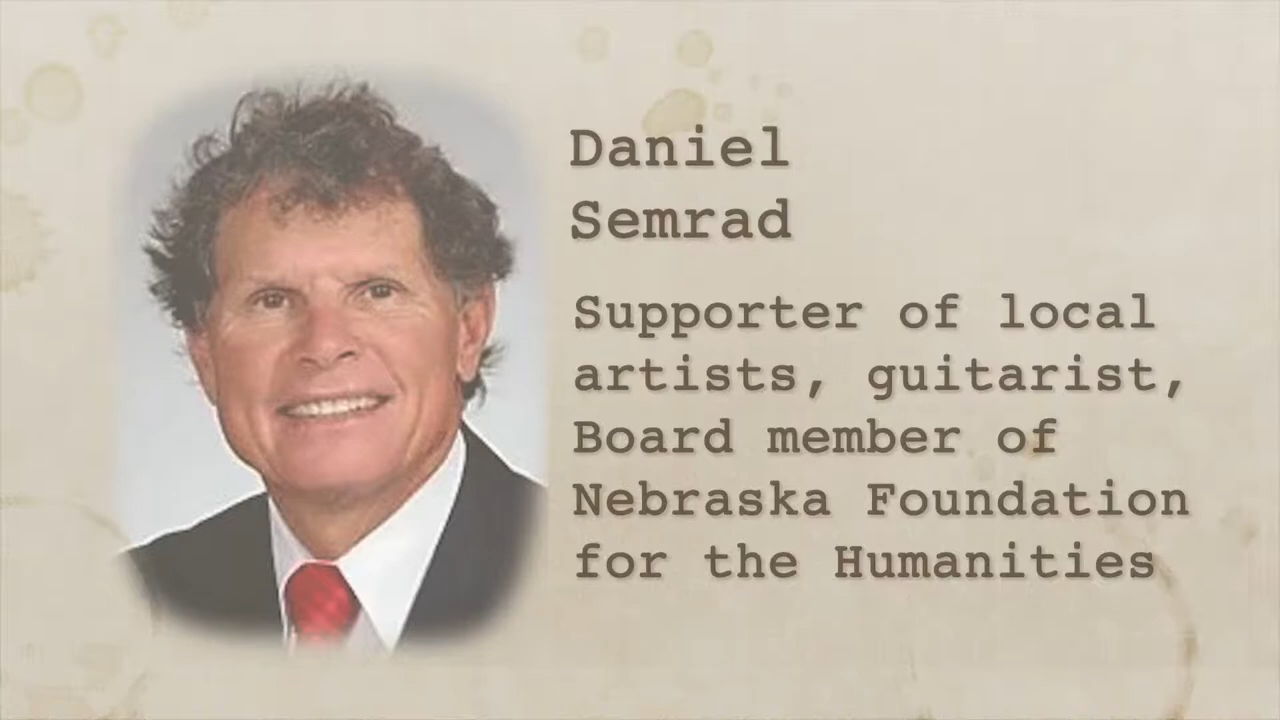 Daniel
Semrad
Supporter of local
artists, guitarist,
Board member of
Nebraska Foundation
for the Humanities